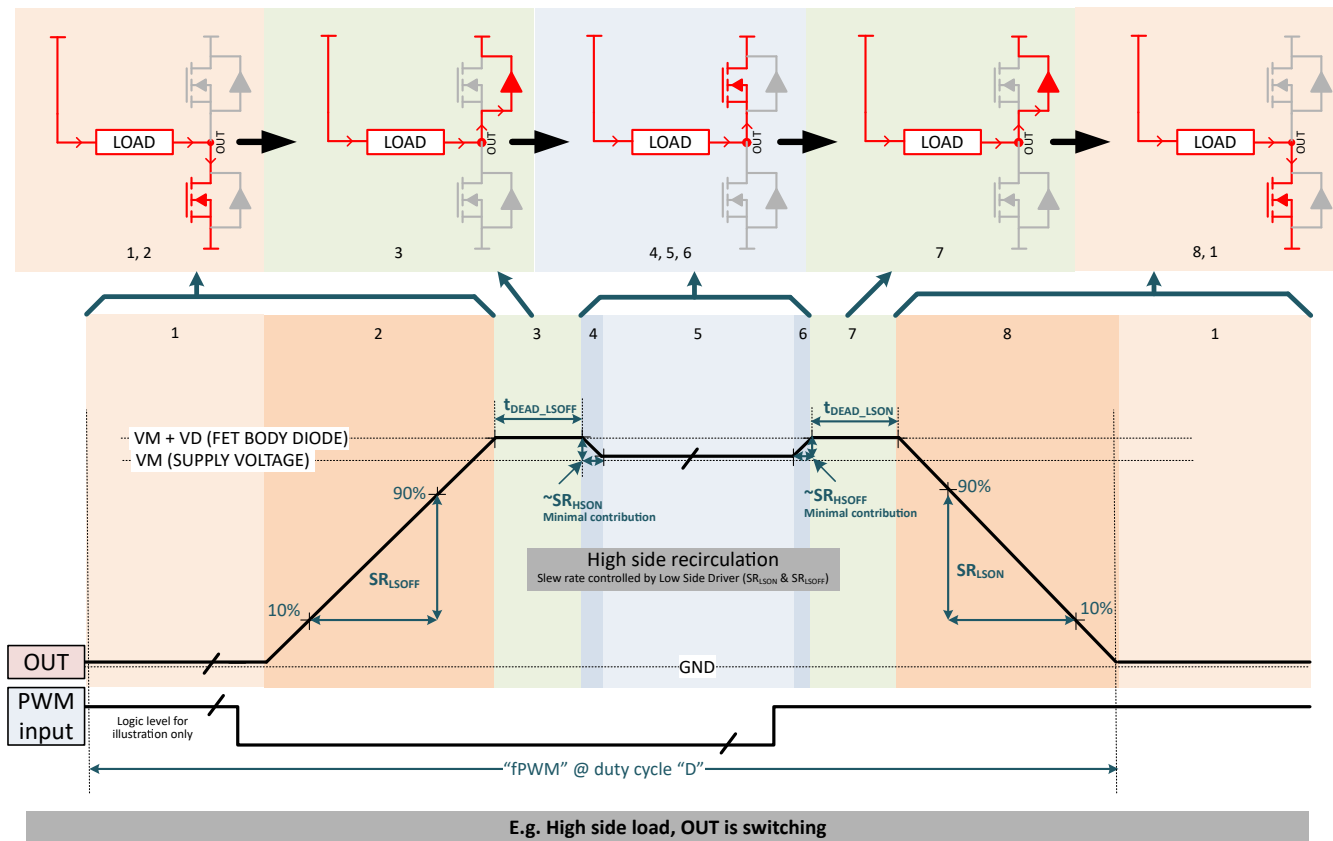 LOAD
OUT
LOAD
OUT
LOAD
OUT
LOAD
OUT
LOAD
OUT
1, 2
3
4, 5, 6
7
8, 1
1
2
3
4
5
6
7
8
1
tDEAD_LSOFF
tDEAD_LSON
VM + VD (FET BODY DIODE)
VM (SUPPLY VOLTAGE)
90%
~SRHSON
Minimal contribution
~SRHSOFF
Minimal contribution
90%
High side recirculation
Slew rate controlled by Low Side Driver (SRLSON & SRLSOFF)
SRLSOFF
SRLSON
10%
10%
OUT
GND
PWM
input
Logic level for
illustration only
“fPWM” @ duty cycle “D”
E.g. High side load, OUT is switching